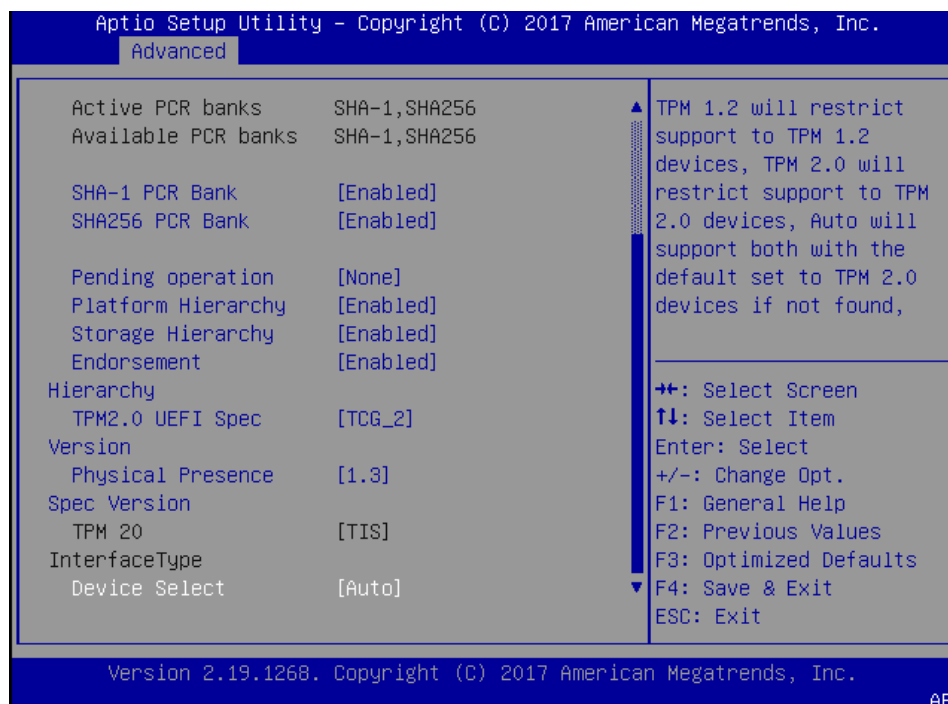 Aptio Setup Utility – Copyright (C) 2017 American Megatrends, Inc.
Advanced
Active PCR banks SHA-1,SHA256
Available PCR banks SHA-1,SHA256
SHA-1 PCR Bank [Enabled]
SHA256 PCR Bank [Enabled]
Pending operation [None]
Platform Hierarchy [Enabled]
Storage Hierarchy [Enabled]
Endorsement [Enabled]
Hierarchy
TPM2.0 UEFI Spec [TCG_2]
Version
Physical Presence [1.3]
Spec Version
TPM 20 [TIS]
InterfaceType
Device Select [Auto]
TPM 1.2 will restrict
support to TPM 1.2
devices, TPM 2.0 will
restrict support to TPM
2.0 devices, Auto will
support both with the
default set to TPM 2.0
devices if not found,
→←: Select Screen
↑↓: Select Item
Enter: Select
+/-: Change Opt.
F1: General Help
F2: Previous Values
F3: Optimized Defaults
F4: Save & Exit
ESC: Exit
Version 2.19.1268. Copyright (C) 2017 American Megatrends, Inc.